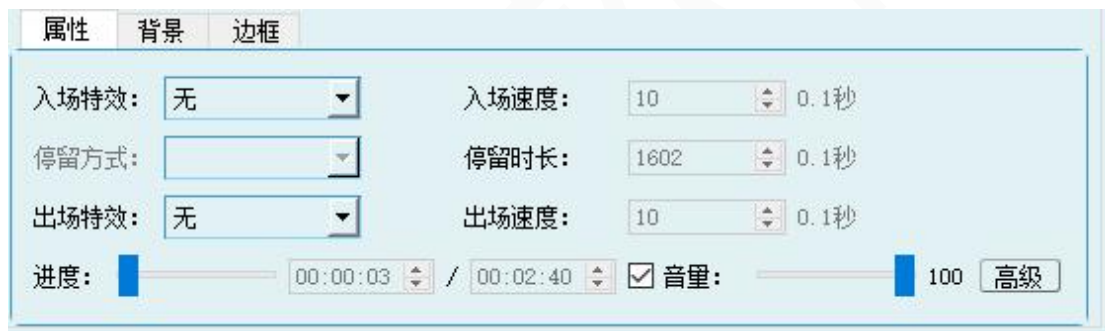 属性 背景 边框
入场特效： 无 入场速度： 10 0.1秒
停留方式： 停留时长： 1602 0.1秒
出场特效： 无 出场速度： 10 0.1秒
进度： 00:00:03 / 00:02:40 音量： 100 高级